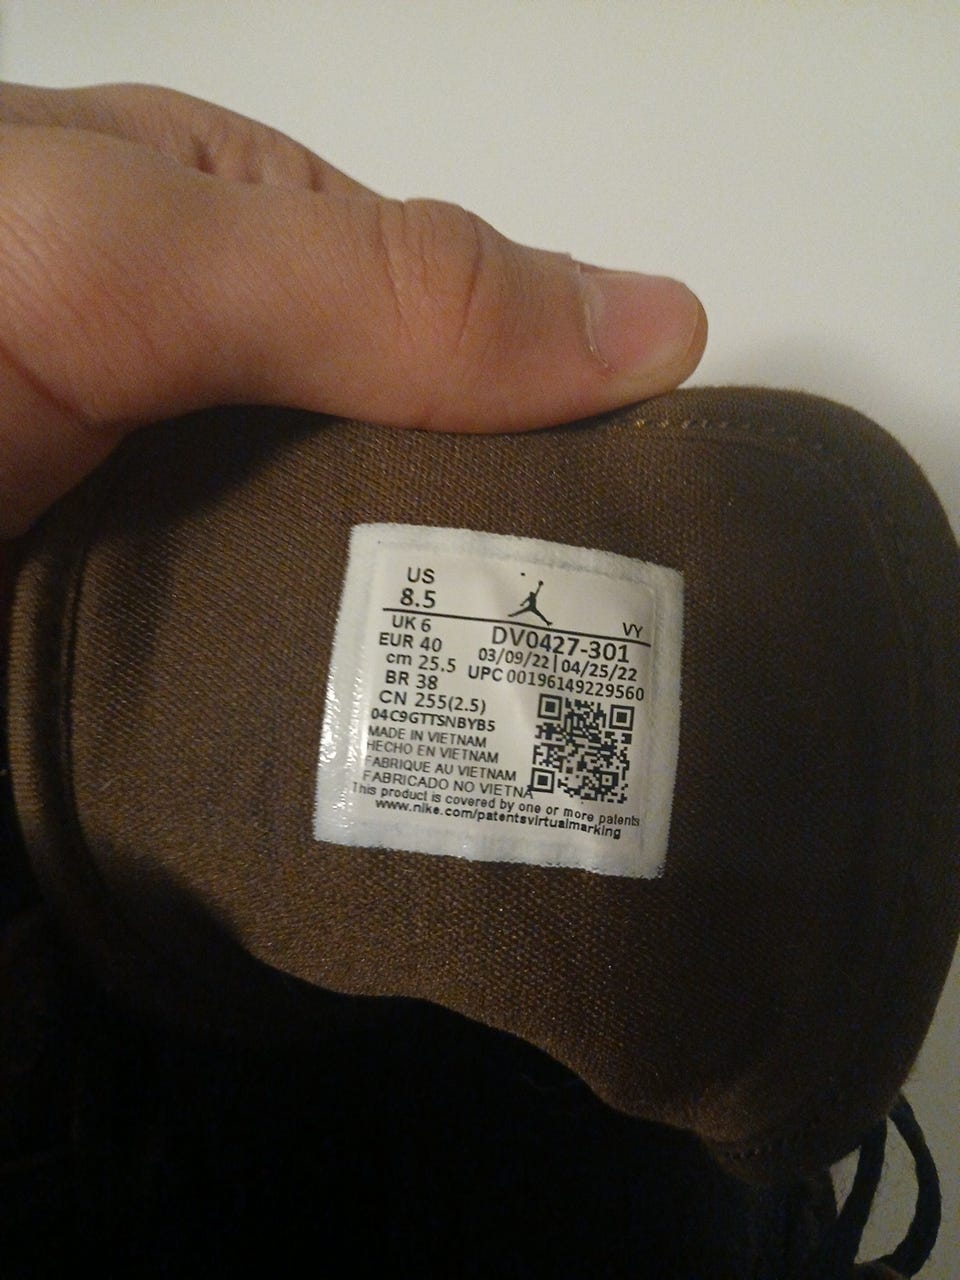 US
8.5
VY
UK 6
DV0427-301
EUR 40
03/09/22 | 04/25/22
cm 25.5
UPC 00196149229560
BR 38
CN 255(2.5)
04C9GTTSNBYB5
MADE IN VIETNAM
HECHO EN VIETNAM
FABRIQUE AU VIETNAM
FABRICADO NO VIETNA
This product is covered by one or more patents
www.nike.com/patentsvirtualmarking